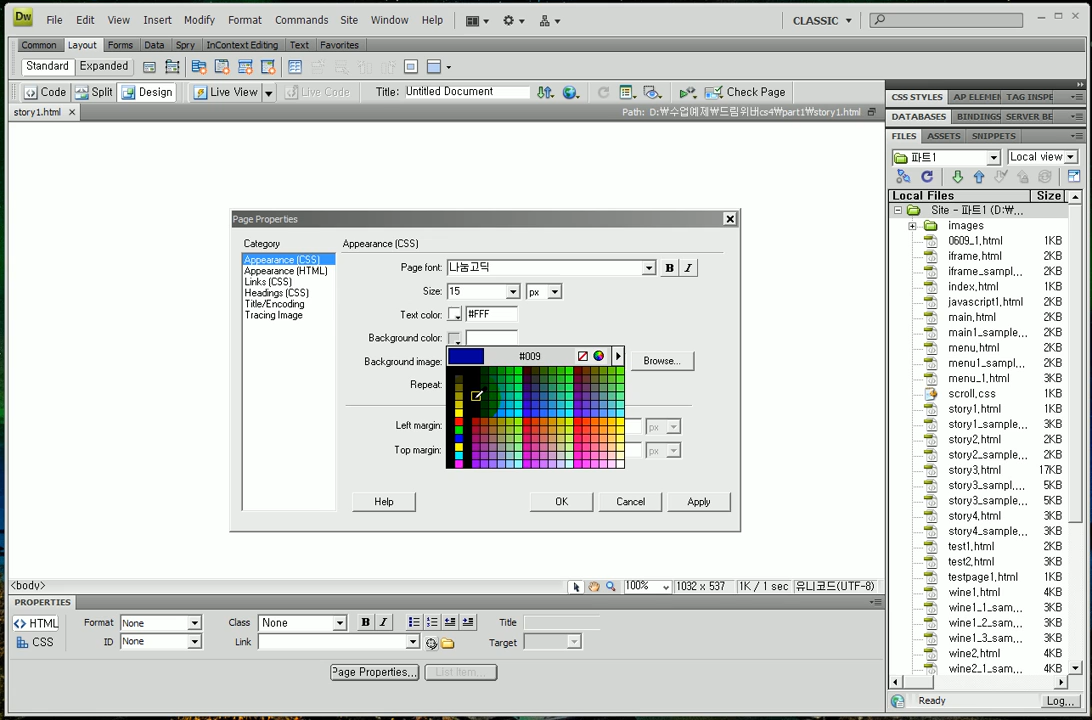 Dw File Edit View Insert Modify Format Commands Site Window Help CLASSIC
Common Layout Forms Data Spry InContext Editing Text Favorites
Standard Expanded
Code Split Design Live View Live Code Title: Untitled Document Check Page
story1.html Path: D:₩수업예제₩드림위버cs4₩part1₩story1.html
CSS STYLES AP ELEMEN TAG INSPE
DATABASES BINDINGS SERVER BE
FILES ASSETS SNIPPETS
파트1 Local view
Local Files Size
Site - 파트1 (D:₩...
images
0609_1.html 1KB
iframe.html 2KB
iframe_sampl... 2KB
index.html 1KB
javascript1.html 2KB
main.html 2KB
main1_sample... 2KB
menu.html 2KB
menu1_sample... 2KB
menu_1.html 3KB
scroll.css 1KB
story1.html 1KB
story1_sample... 3KB
story2.html 2KB
story2_sample... 2KB
story3.html 17KB
story3_sampl... 5KB
story3_sample... 5KB
story4.html 3KB
story4_sample... 3KB
test1.html 2KB
test2.html 3KB
testpage1.html 1KB
wine1.html 4KB
wine1_1_sam... 3KB
wine1_2_sam... 3KB
wine1_3_sam... 3KB
wine2.html 4KB
wine2_1_sam... 4KB
Ready Log...
Page Properties
Category
Appearance (CSS)
Appearance (HTML)
Links (CSS)
Headings (CSS)
Title/Encoding
Tracing Image
Appearance (CSS)
Page font: 나눔고딕 B I
Size: 15 px
Text color: #FFF
Background color:
#009
Background image: Browse...
Repeat:
Left margin: px
Top margin: px
Help OK Cancel Apply
<body> 100% 1032 x 537 1K / 1 sec 유니코드(UTF-8)
PROPERTIES
HTML Format None Class None B I Title
CSS ID None Link Target
Page Properties... List Item...